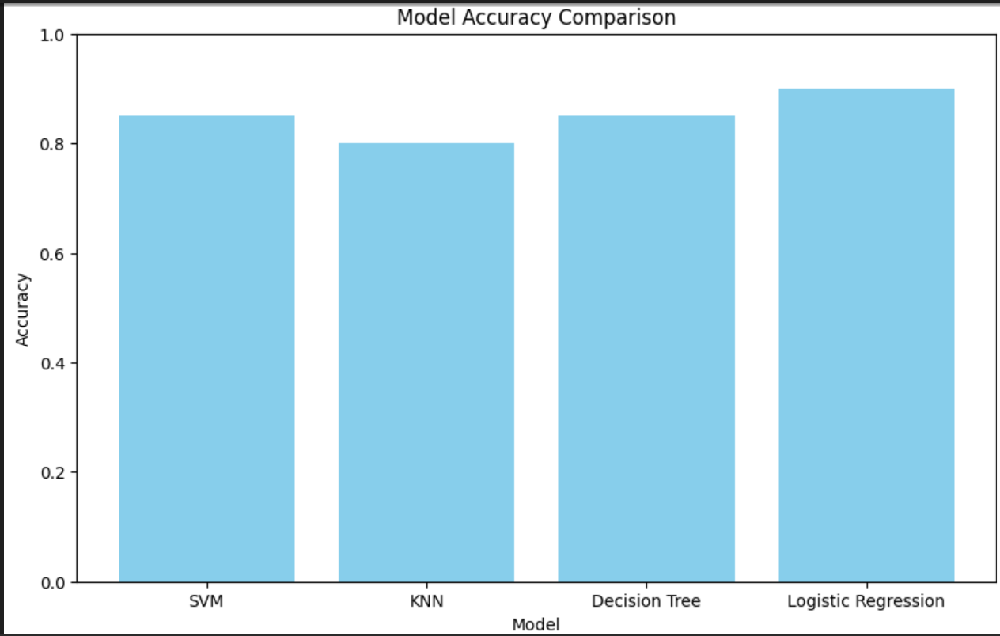 Model Accuracy Comparison
1.0
0.8
0.6
0.4
0.2
0.0
Accuracy
SVM KNN Decision Tree Logistic Regression
Model